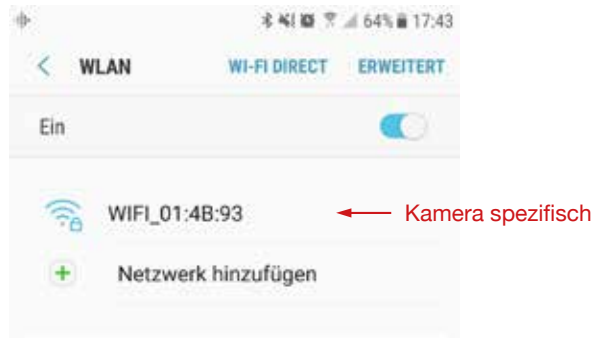 64% 17:43
WLAN WI-FI DIRECT ERWEITERT
Ein
WIFI_01:4B:93 Kamera spezifisch
Netzwerk hinzufügen